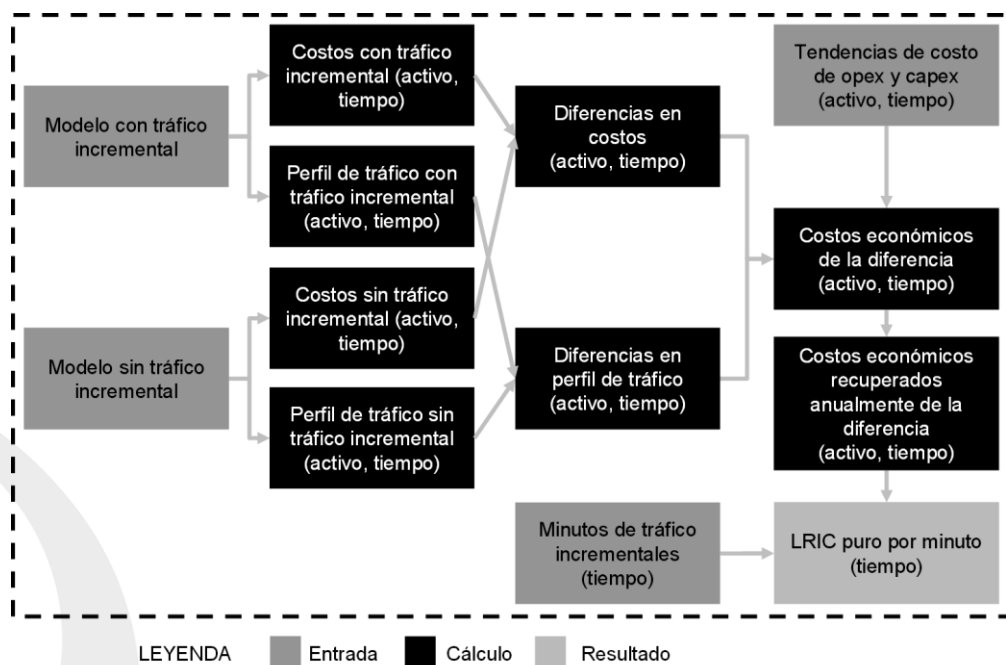 Modelo con tráfico
incremental
Modelo sin tráfico
incremental
Costos con tráfico
incremental (activo,
tiempo)
Perfil de tráfico con
tráfico incremental
(activo, tiempo)
Costos sin tráfico
incremental (activo,
tiempo)
Perfil de tráfico sin
tráfico incremental
(activo, tiempo)
Diferencias en
costos
(activo, tiempo)
Diferencias en
perfil de tráfico
(activo, tiempo)
Minutos de tráfico
incrementales
(tiempo)
Tendencias de costo
de opex y capex
(activo, tiempo)
Costos económicos
de la diferencia
(activo, tiempo)
Costos económicos
recuperados
anualmente de la
diferencia
(activo, tiempo)
LRIC puro por minuto
(tiempo)
LEYENDA
Entrada
Cálculo
Resultado